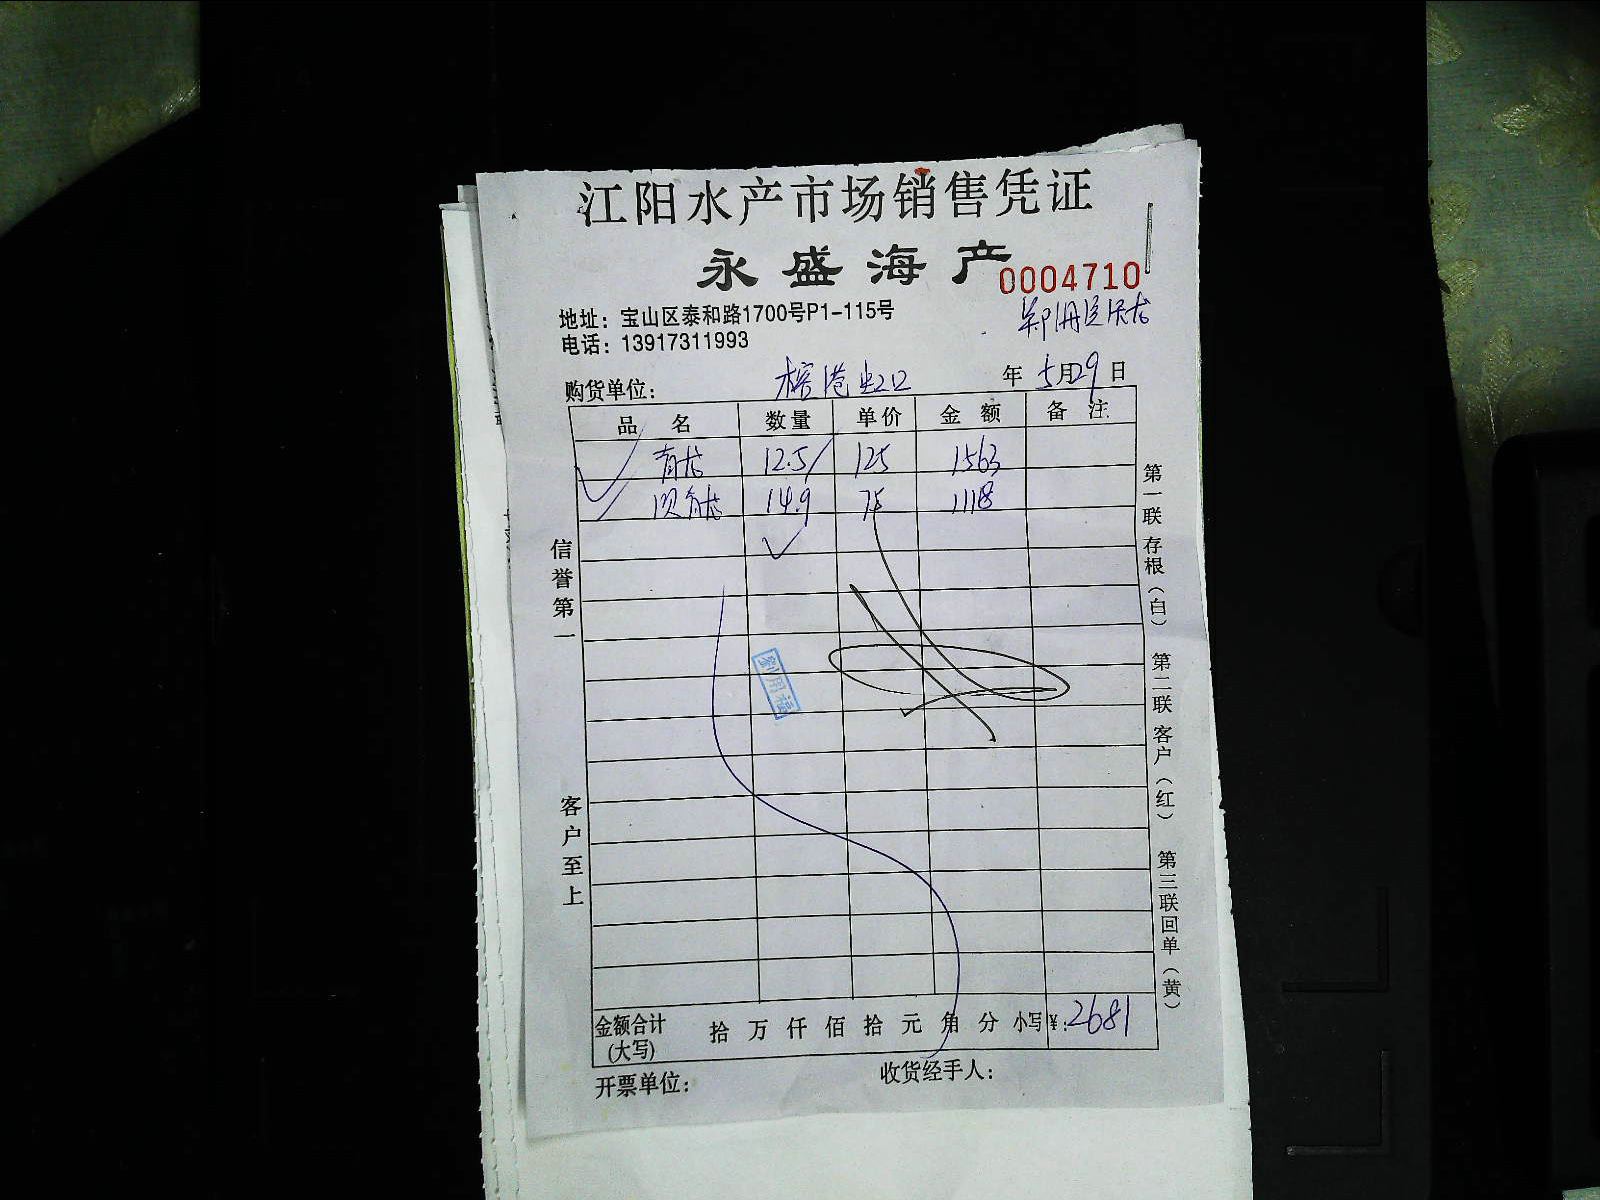 江阳水产市场销售凭证
永盛海产
0004710
地址：宝山区泰和路1700号P1-115号
电话：13917311993
购货单位： 年 5月29日
品名 数量 单价 金额 备注
青龙 12.5 125 1563
14.9 75 1118
信誉第一
客户至上
劉用福
第一联 存根（白） 第二联 客户（红） 第三联 回单（黄）
金额合计 拾 万 仟 佰 拾 元 角 分 小写￥：2681
(大写)
开票单位： 收货经手人：